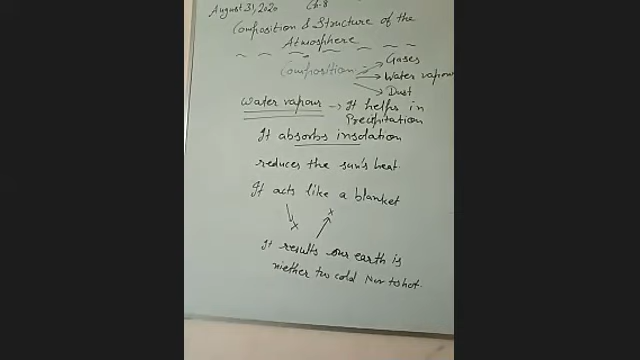 August 31, 2020 Ch.8
Composition & Structure of the
Atmosphere
Composition Gases
Water vapour
Dust
Water vapour → It helps in
Precipitation
It absorbs insolation
reduces the sun's heat.
It acts like a blanket
x x
It results our earth is
niether too cold Nor to hot.